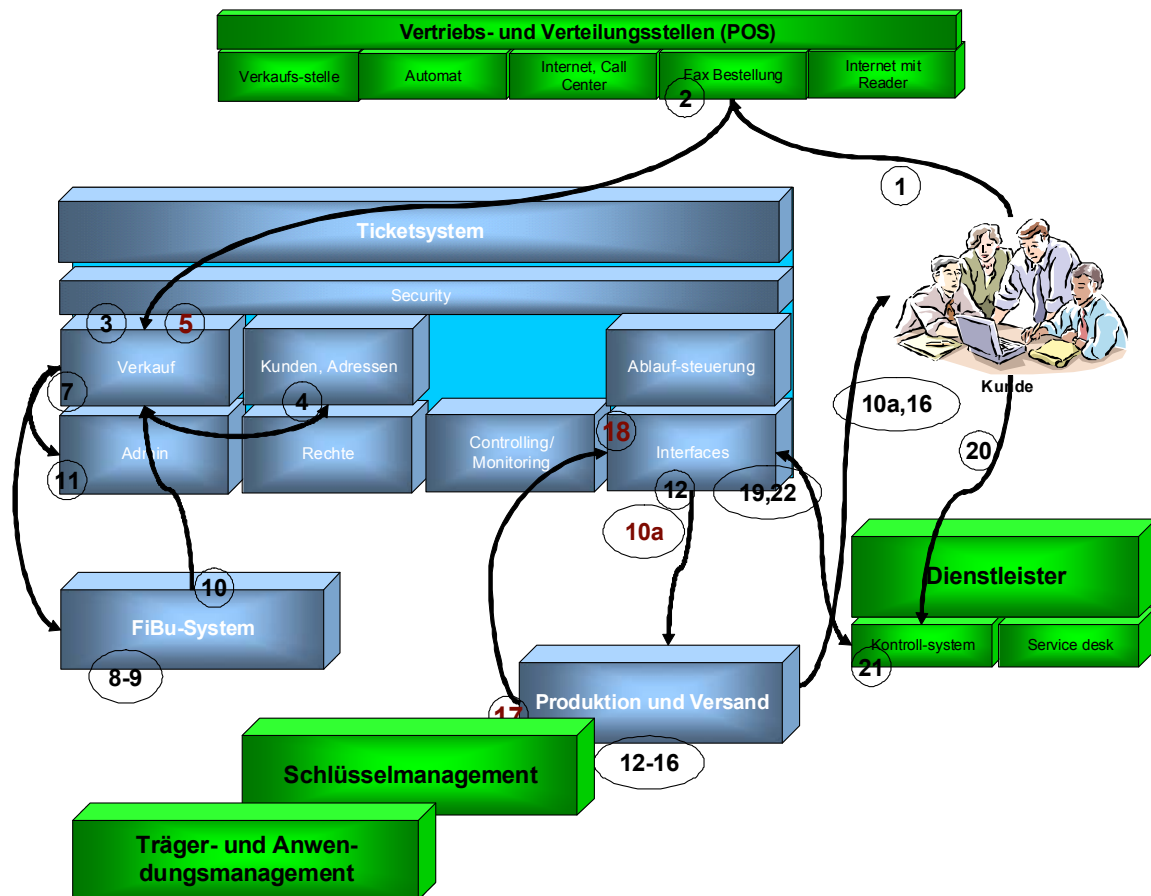 Vertriebs- und Verteilungsstellen (POS)
Verkaufs-stelle
Automat
Internet, Call
Center
Fax Bestellung
Internet mit
Reader
2
1
Ticketsystem
Security
3
5
Verkauf
Kunden, Adressen
Ablauf-steuerung
7
4
Kunde
10a,16
Admin
Rechte
Controlling/
Monitoring
18
Interfaces
11
12
19,22
20
10a
10
Dienstleister
FiBu-System
8-9
Kontroll-system
Service desk
21
Produktion und Versand
17
12-16
Schlüsselmanagement
Träger- und Anwen-
dungsmanagement